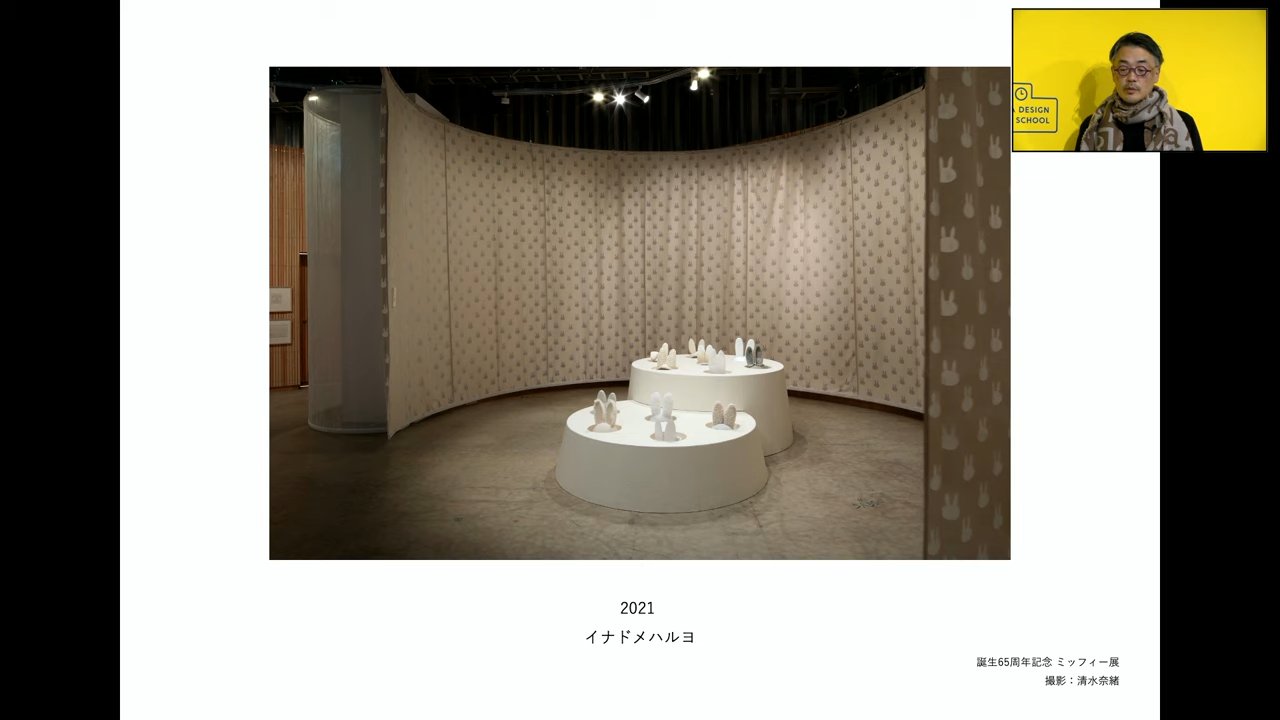 A DESIGN
SCHOOL
2021
イナドメハルヨ
誕生65周年記念 ミッフィー展
撮影：清水奈緒